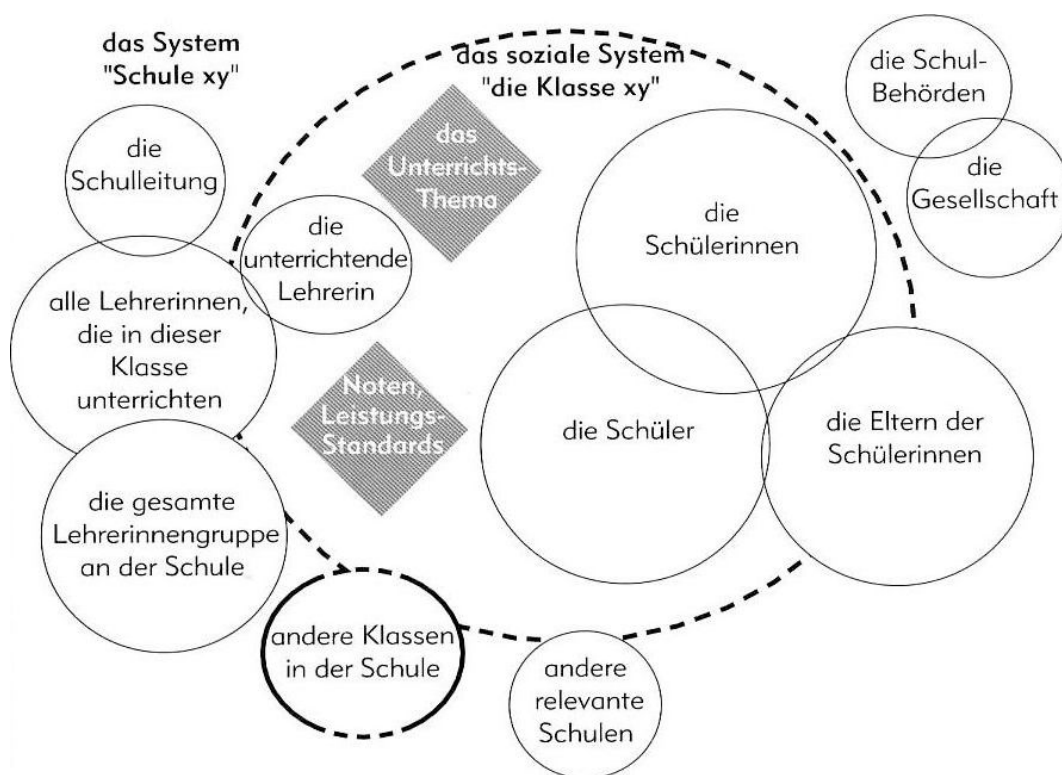 das System
"Schule xy"
das soziale System
"die Klasse xy"
die Schul-
Behörden
die
Gesellschaft
die
Schulleitung
das
Unterrichts-
Thema
die
unterrichtende
Lehrerin
die
Schülerinnen
alle Lehrerinnen,
die in dieser
Klasse
unterrichten
Noten,
Leistungs-
Standards
die Schüler
die Eltern der
Schülerinnen
die gesamte
Lehrerinnengruppe
an der Schule
andere Klassen
in der Schule
andere
relevante
Schulen